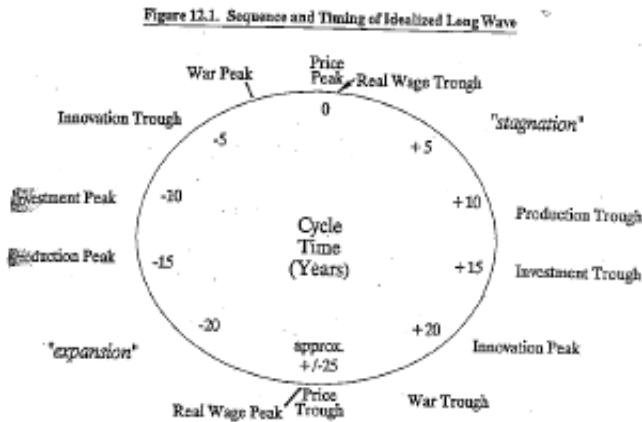 Figure 12.1. Sequence and Timing of Idealized Long Wave
War Peak
Price
Peak
Real Wage Trough
0
Innovation Trough
"stagnation"
-5
+5
Investment Peak
-20
+10
Production Trough
Cycle
Time
(Years)
Production Peak
-15
+15
Investment Trough
-20
+20
"expansion"
approx.
+/-25
Innovation Peak
Real Wage Peak
Price
Trough
War Trough